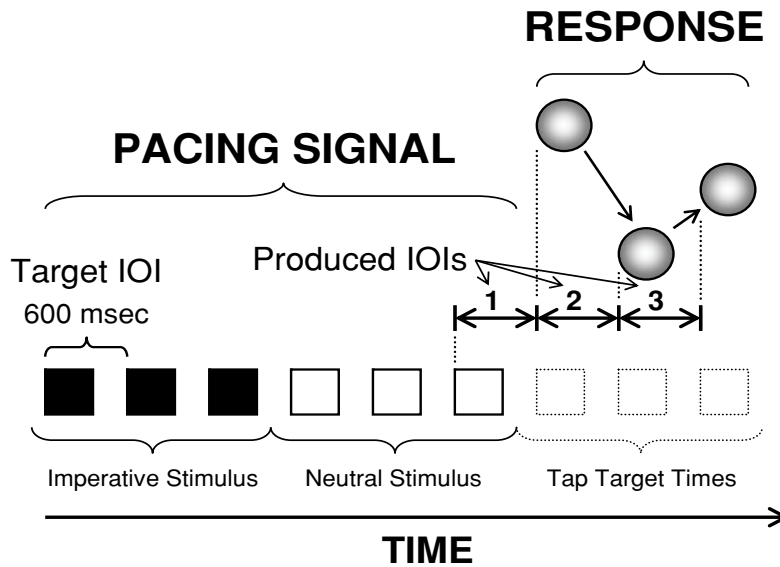 RESPONSE
PACING SIGNAL
Produced IOIs
Target IOI
600 msec
1 2 3
Imperative Stimulus Neutral Stimulus Tap Target Times
TIME